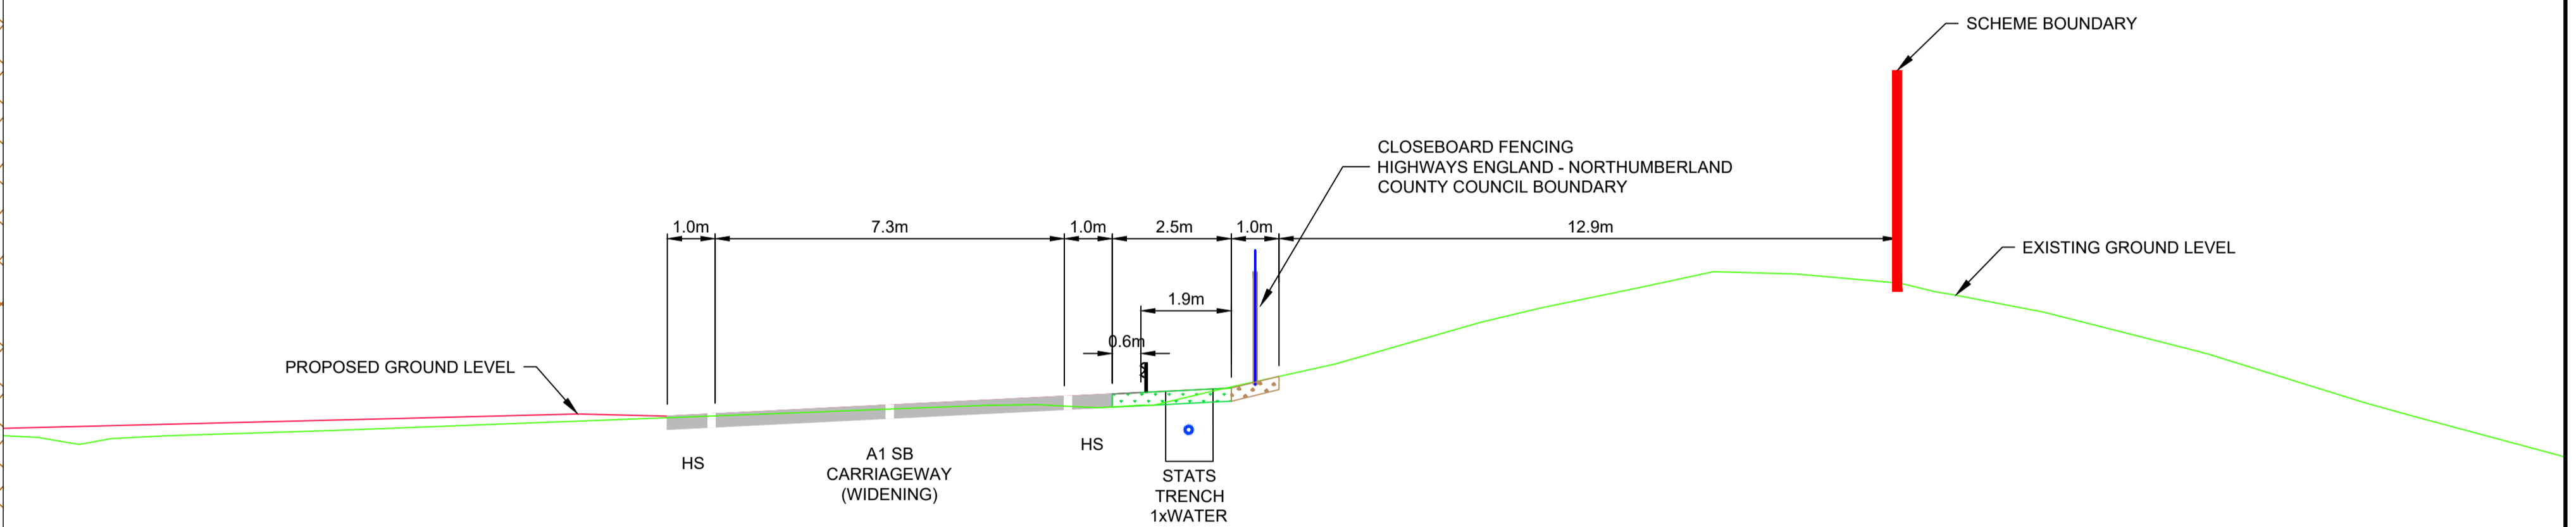 SCHEME BOUNDARY
CLOSEBOARD FENCING
HIGHWAYS ENGLAND - NORTHUMBERLAND
COUNTY COUNCIL BOUNDARY
1.0m
7.3m
1.0m
2.5m
1.0m
12.9m
EXISTING GROUND LEVEL
1.9m
0.6m
PROPOSED GROUND LEVEL
HS
A1 SB
CARRIAGEWAY
(WIDENING)
HS
STATS
TRENCH
1xWATER